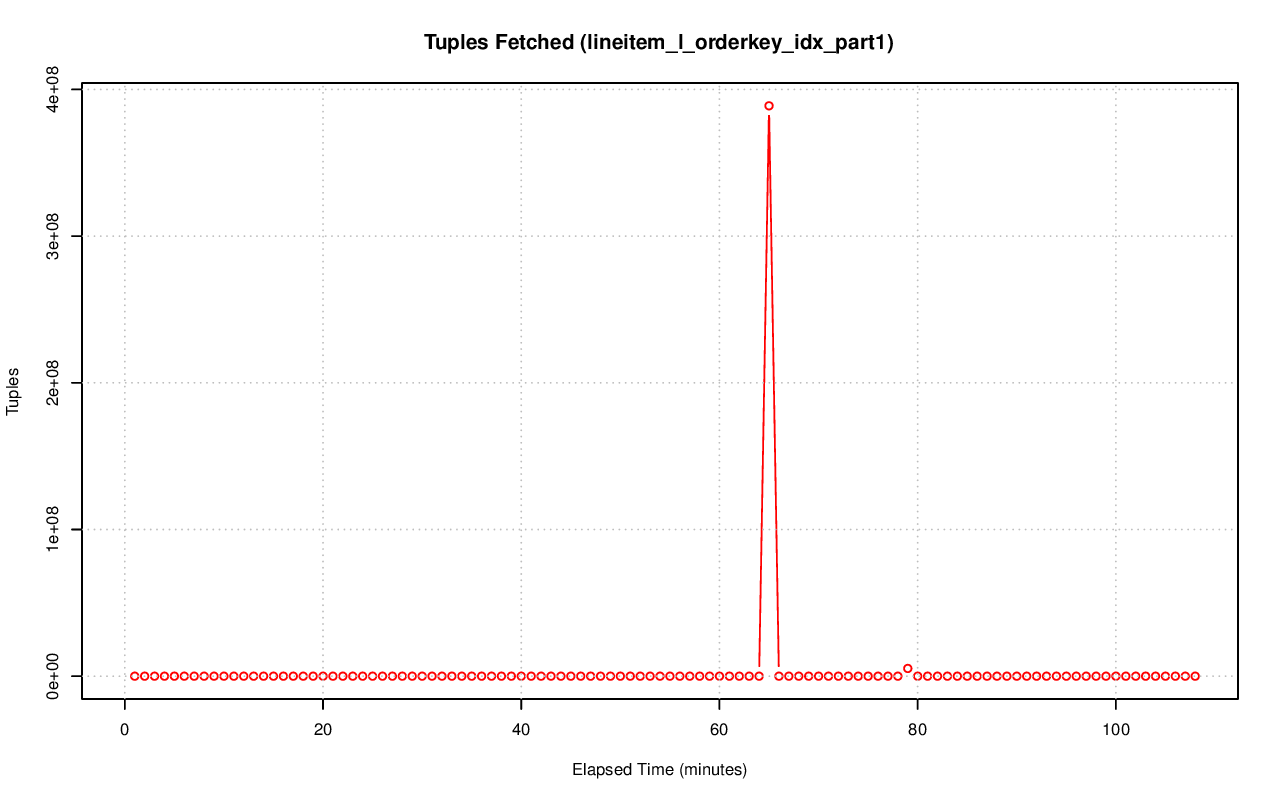 Tuples Fetched (lineitem_l_orderkey_idx_part1)
Tuples
4e+08
3e+08
2e+08
1e+08
0e+00
0 20 40 60 80 100
Elapsed Time (minutes)